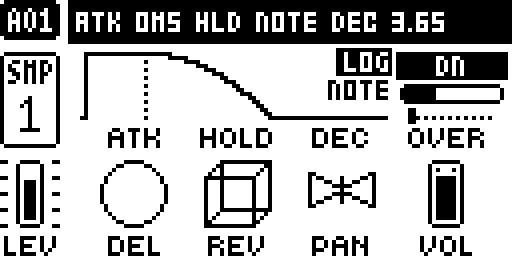 A01 ATK 0MS HLD NOTE DEC 3.65
SMP LOG ON
1 NOTE
ATK HOLD DEC OVER
LEV DEL REV PAN VOL